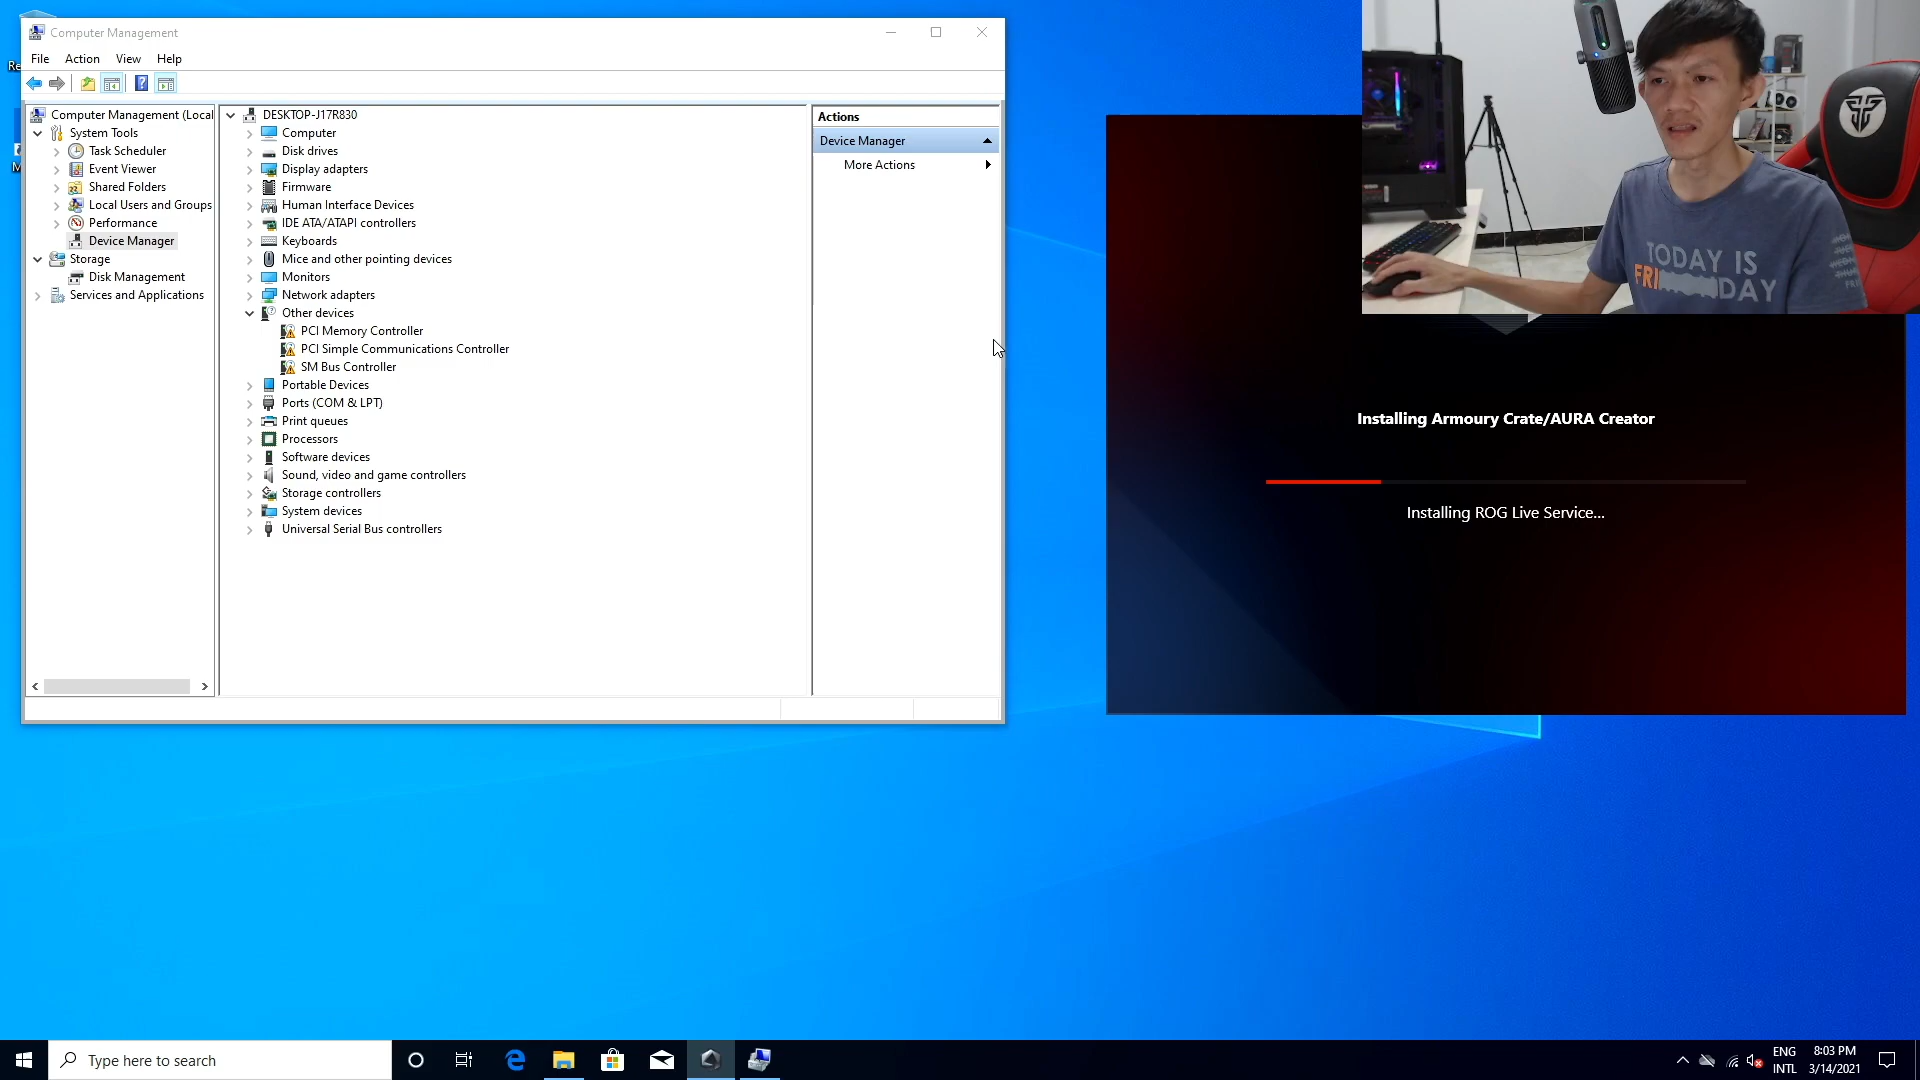 Computer Management
File Action View Help
Computer Management (Local
System Tools
Task Scheduler
Event Viewer
Shared Folders
Local Users and Groups
Performance
Device Manager
Storage
Disk Management
Services and Applications
DESKTOP-J17R830
Computer
Disk drives
Display adapters
Firmware
Human Interface Devices
IDE ATA/ATAPI controllers
Keyboards
Mice and other pointing devices
Monitors
Network adapters
Other devices
PCI Memory Controller
PCI Simple Communications Controller
SM Bus Controller
Portable Devices
Ports (COM & LPT)
Print queues
Processors
Software devices
Sound, video and game controllers
Storage controllers
System devices
Universal Serial Bus controllers
Actions
Device Manager
More Actions
Re
M
TODAY IS
FRI DAY
Installing Armoury Crate/AURA Creator
Installing ROG Live Service...
Type here to search
ENG
INTL
8:03 PM
3/14/2021